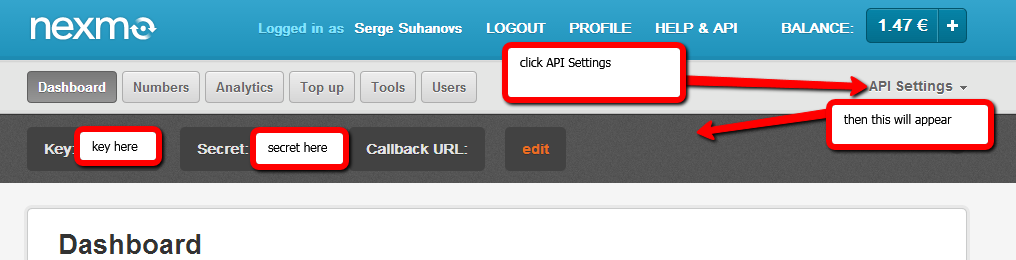 nexmo
Logged in as Serge Suhanovs LOGOUT PROFILE HELP & API BALANCE: 1.47 € +
click API Settings
Dashboard Numbers Analytics Top up Tools Users API Settings
then this will appear
Key: key here Secret: secret here Callback URL: edit
Dashboard